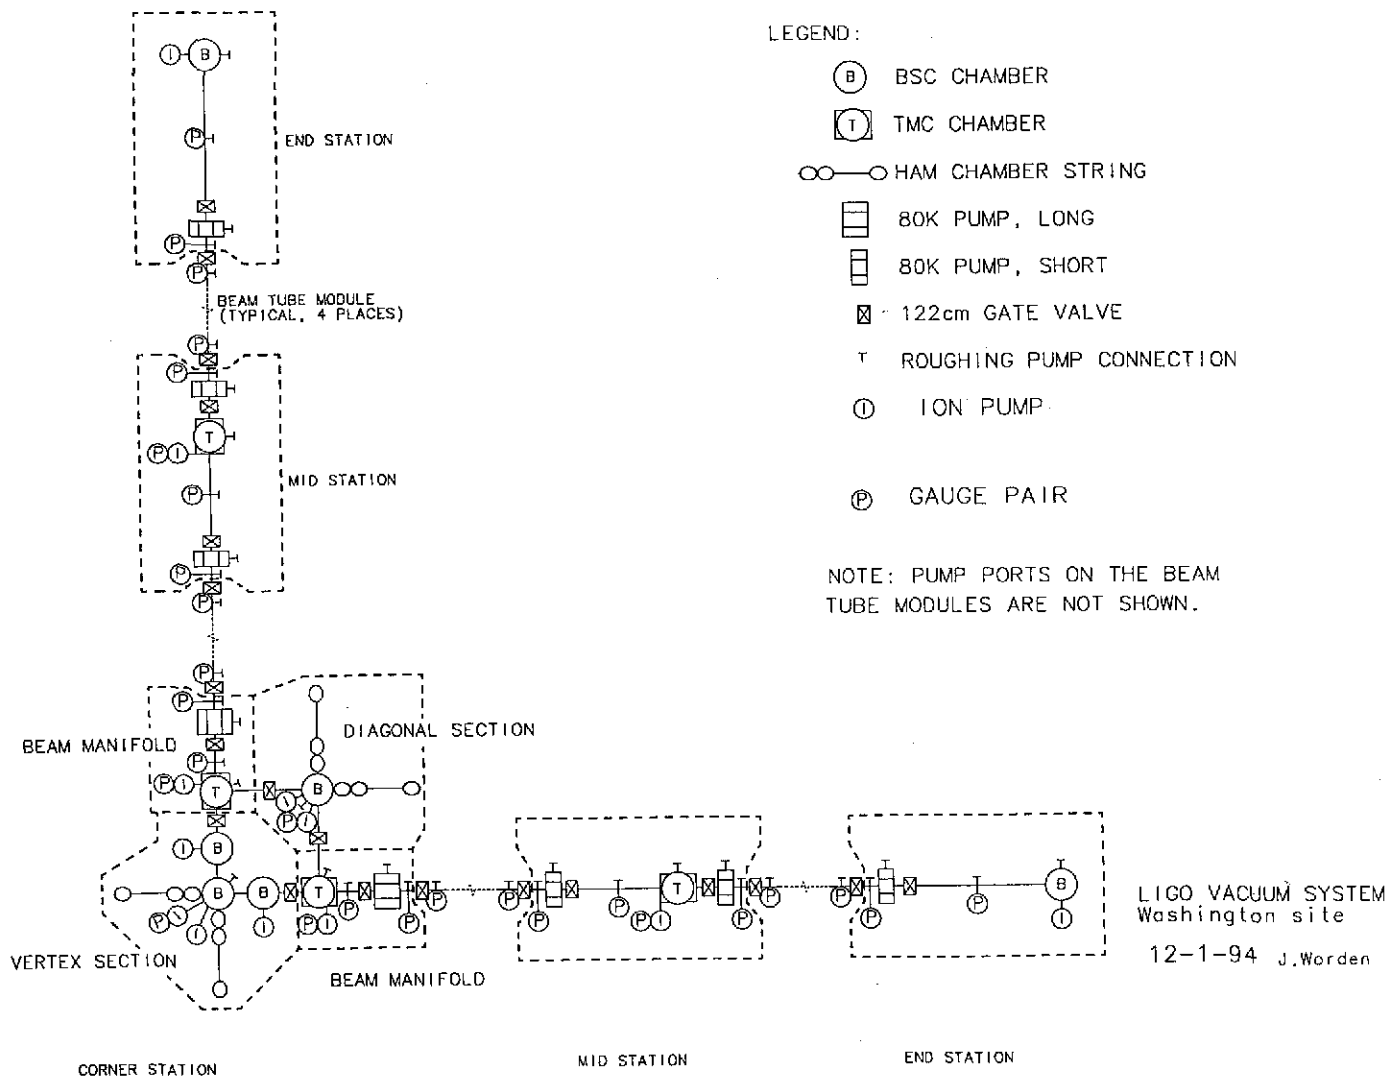 LEGEND:
B BSC CHAMBER
T TMC CHAMBER
HAM CHAMBER STRING
80K PUMP, LONG
80K PUMP, SHORT
122cm GATE VALVE
T ROUGHING PUMP CONNECTION
I ION PUMP
P GAUGE PAIR
NOTE: PUMP PORTS ON THE BEAM
TUBE MODULES ARE NOT SHOWN.
I B
P
END STATION
P
P
BEAM TUBE MODULE
(TYPICAL, 4 PLACES)
P
P
T
P I
MID STATION
P
P
P
P
P
BEAM MANIFOLD
DIAGONAL SECTION
P
P I
T
B
I
P I
I B
B B
P I
I
I
T
P
P I
P
P
P
P
P
P I
T
P
P
P
P
P
B
I
VERTEX SECTION
BEAM MANIFOLD
LIGO VACUUM SYSTEM
Washington site
12-1-94 J.Worden
CORNER STATION
MID STATION
END STATION